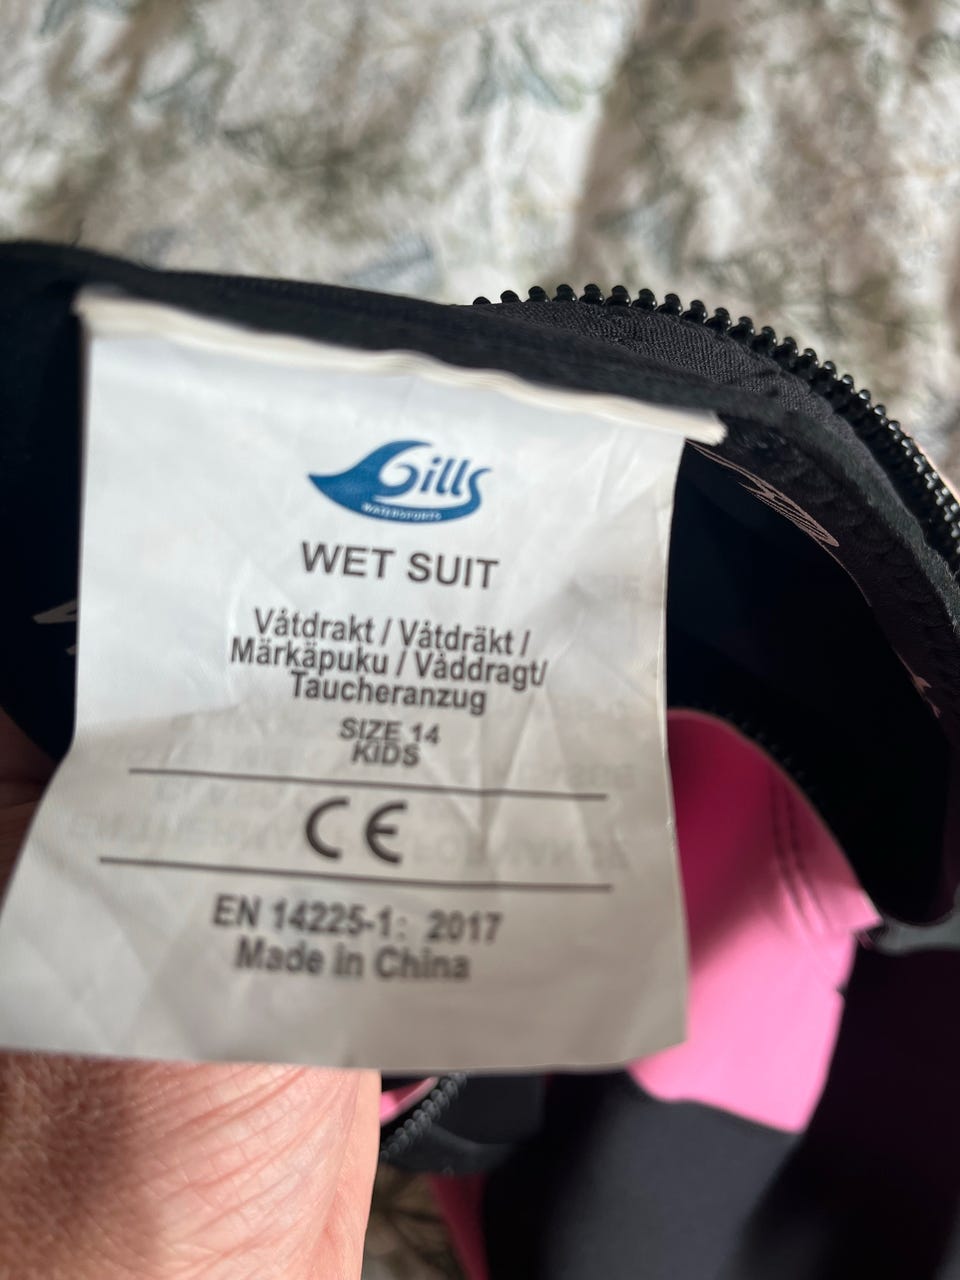 Gills
WATERSPORTS
WET SUIT
Våtdrakt / Våtdräkt /
Märkäpuku / Våddragt/
Taucheranzug
SIZE 14
KIDS
CE
EN 14225-1: 2017
Made in China